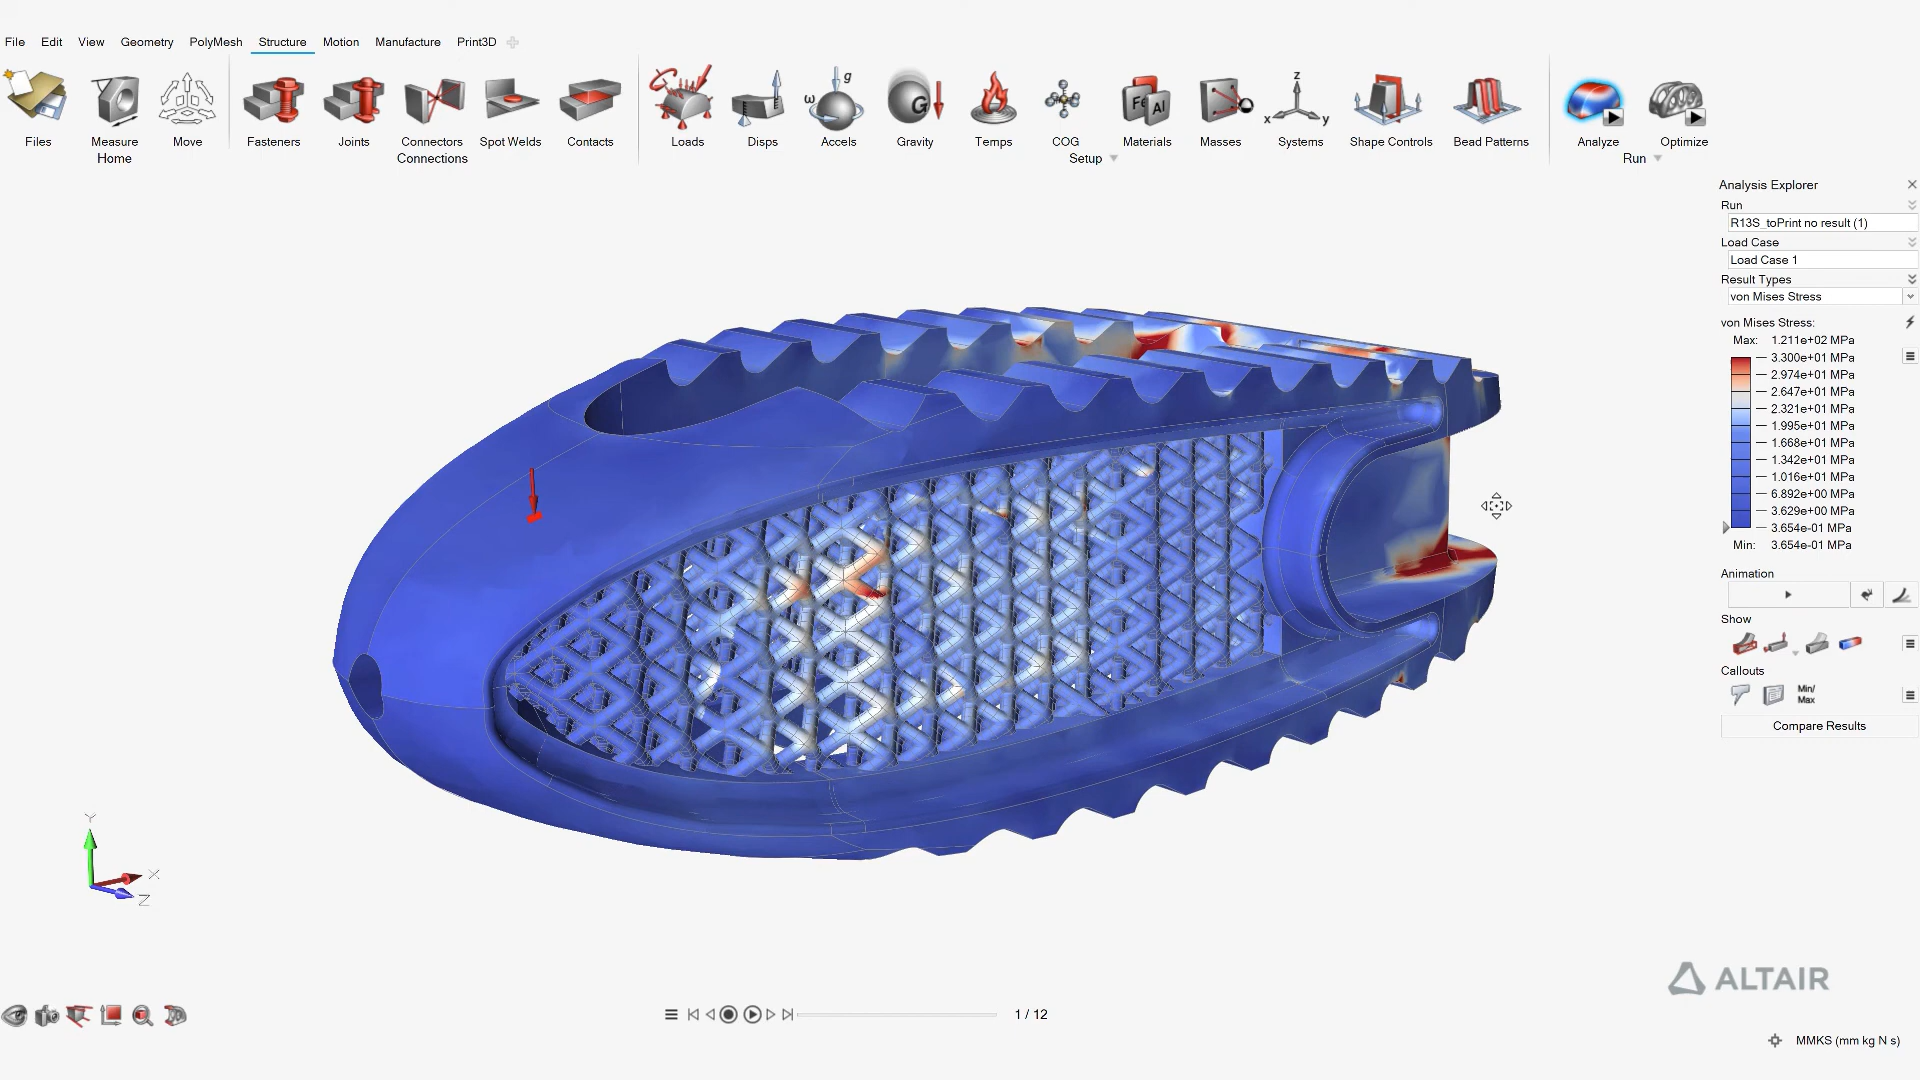 File Edit View Geometry PolyMesh Structure Motion Manufacture Print3D
Files Measure Move Fasteners Joints Connectors Spot Welds Contacts Loads Disps Accels Gravity Temps COG Materials Masses Systems Shape Controls Bead Patterns Analyze Optimize
Home Connections Setup Run
g
ω
G
Fe Al
z
x y
Analysis Explorer
Run
R13S_toPrint no result (1)
Load Case
Load Case 1
Result Types
von Mises Stress
von Mises Stress:
Max: 1.211e+02 MPa
3.300e+01 MPa
2.974e+01 MPa
2.647e+01 MPa
2.321e+01 MPa
1.995e+01 MPa
1.668e+01 MPa
1.342e+01 MPa
1.016e+01 MPa
6.892e+00 MPa
3.629e+00 MPa
3.654e-01 MPa
Min: 3.654e-01 MPa
Animation
Show
Callouts
Min/
Max
Compare Results
Y
X
Z
ALTAIR
1 / 12
MMKS (mm kg N s)